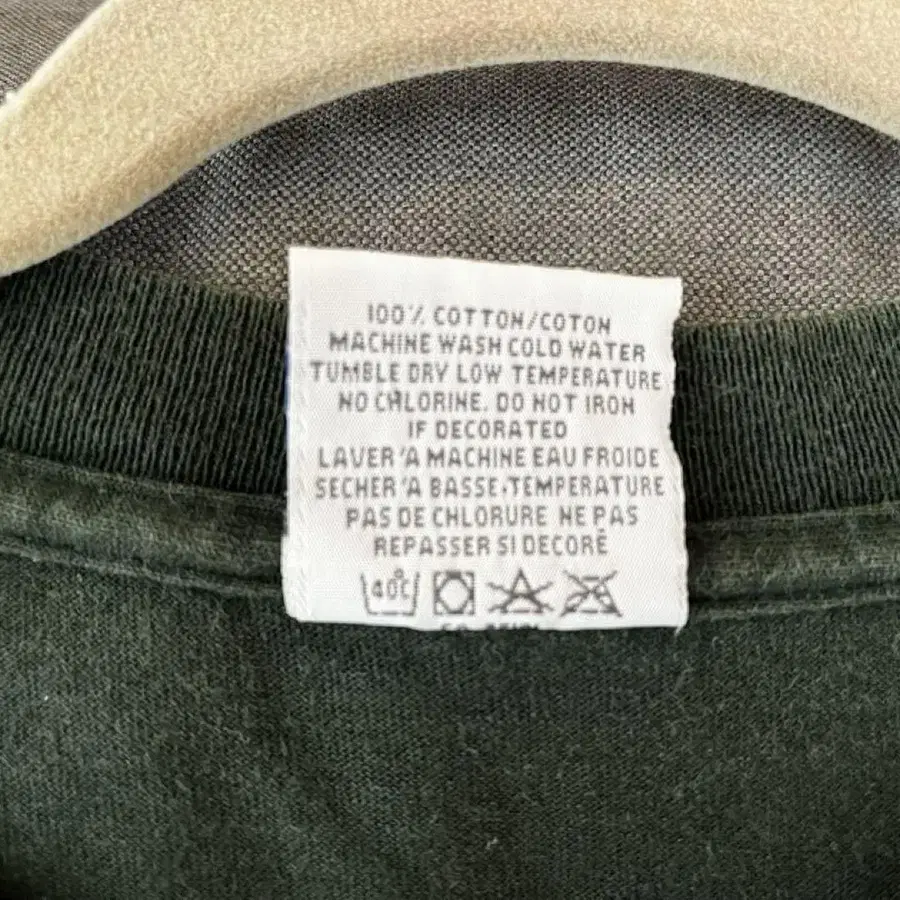 100% COTTON/COTON
MACHINE WASH COLD WATER
TUMBLE DRY LOW TEMPERATURE
NO CHLORINE. DO NOT IRON
IF DECORATED
LAVER 'A MACHINE EAU FROIDE
SECHER 'A BASSE.TEMPERATURE
PAS DE CHLORURE NE PAS
REPASSER SI DECORÉ
40°C